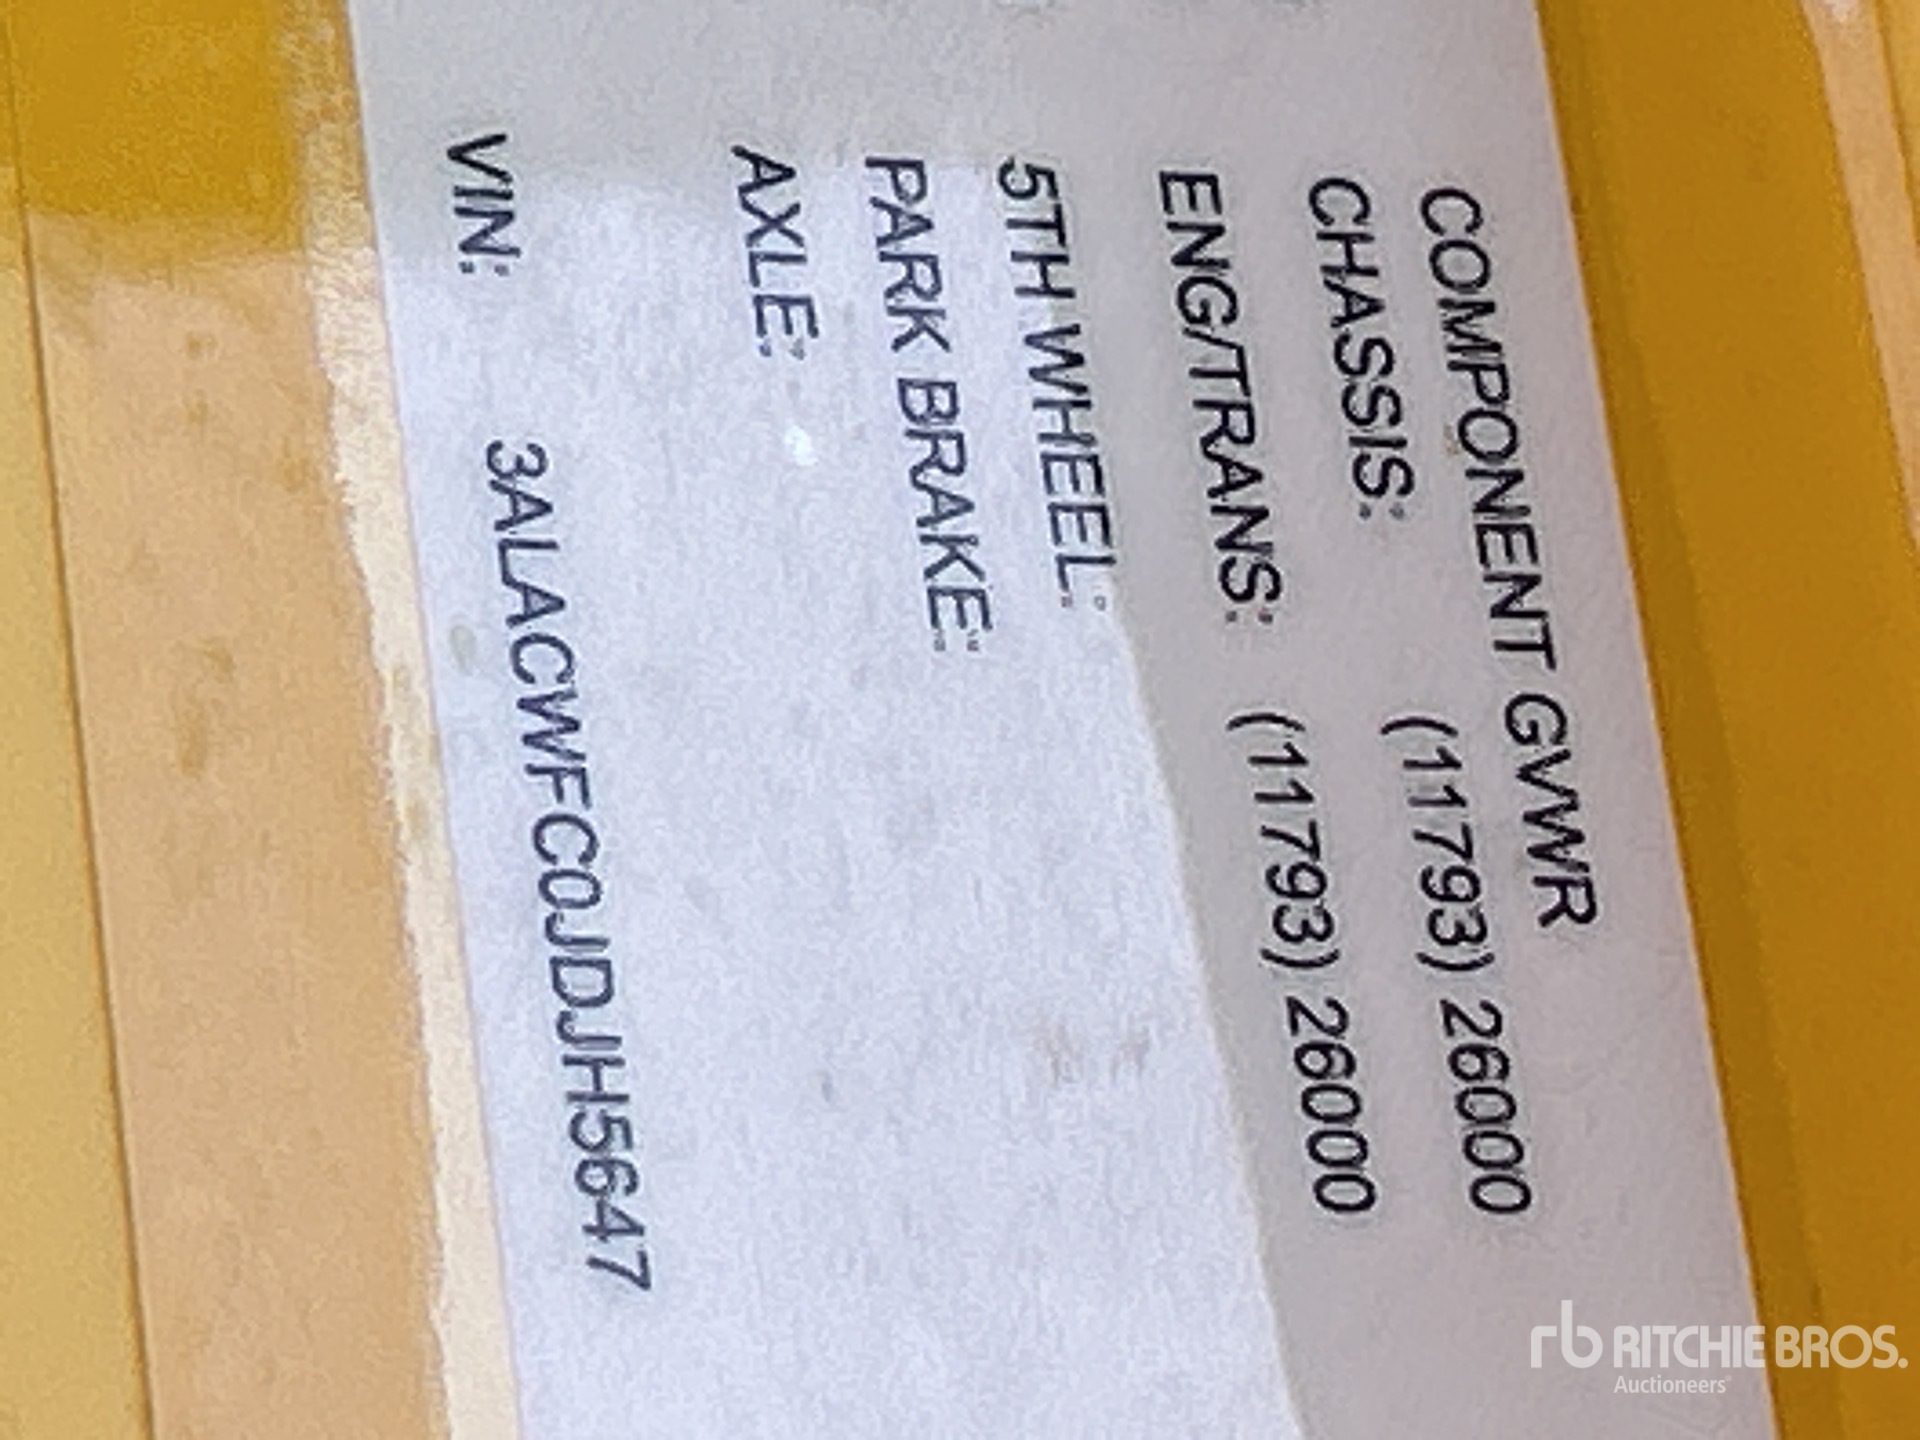 COMPONENT GVWR
CHASSIS: (11793) 26000
ENG/TRANS: (11793) 26000
5TH WHEEL:
PARK BRAKE:
AXLE:
VIN: 3ALACWFC0JDJH5647
rb RITCHIE BROS.
Auctioneers